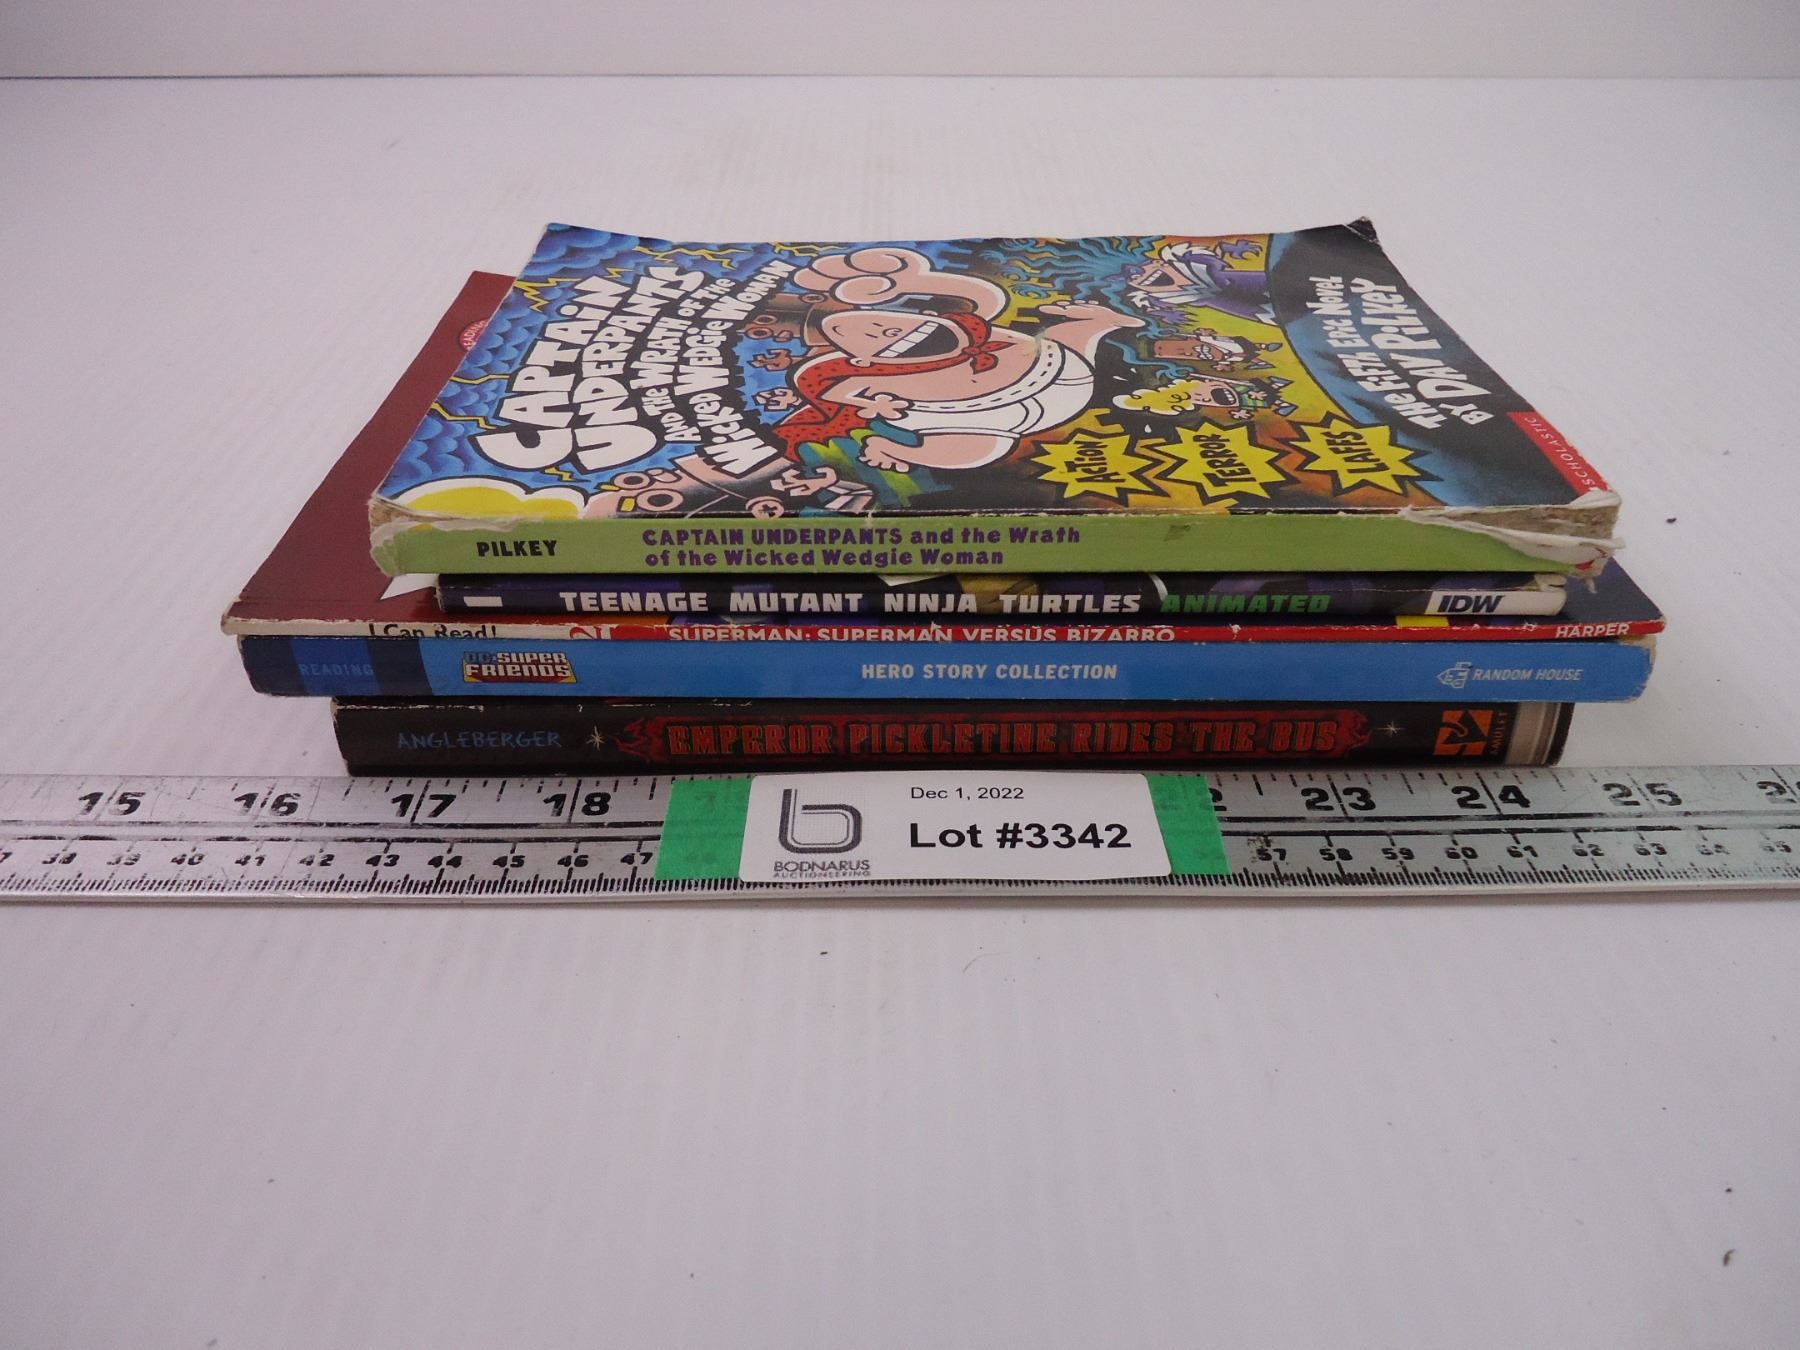 CAPTAIN
UNDERPANTS
AND THE WRATH OF THE
WICKED WEDGIE WOMAN
THE FIFTH EPIC NOVEL
BY DAV PILKEY
ACTION
TERROR
LAFFS
SCHOLASTIC
PILKEY
CAPTAIN UNDERPANTS and the Wrath
of the Wicked Wedgie Woman
TEENAGE MUTANT NINJA TURTLES ANIMATED IDW
I Can Read! 2 SUPERMAN: SUPERMAN VERSUS BIZARRO HARPER
READING DC SUPER FRIENDS HERO STORY COLLECTION RANDOM HOUSE
ANGLEBERGER EMPEROR PICKLETINE RIDES THE BUS AMULET
15 16 17 18 23 24 25
38 39 40 41 42 43 44 45 46 47 57 58 59 60 61 62 63 64 65
Dec 1, 2022
Lot #3342
b
BODNARUS
AUCTIONEERING